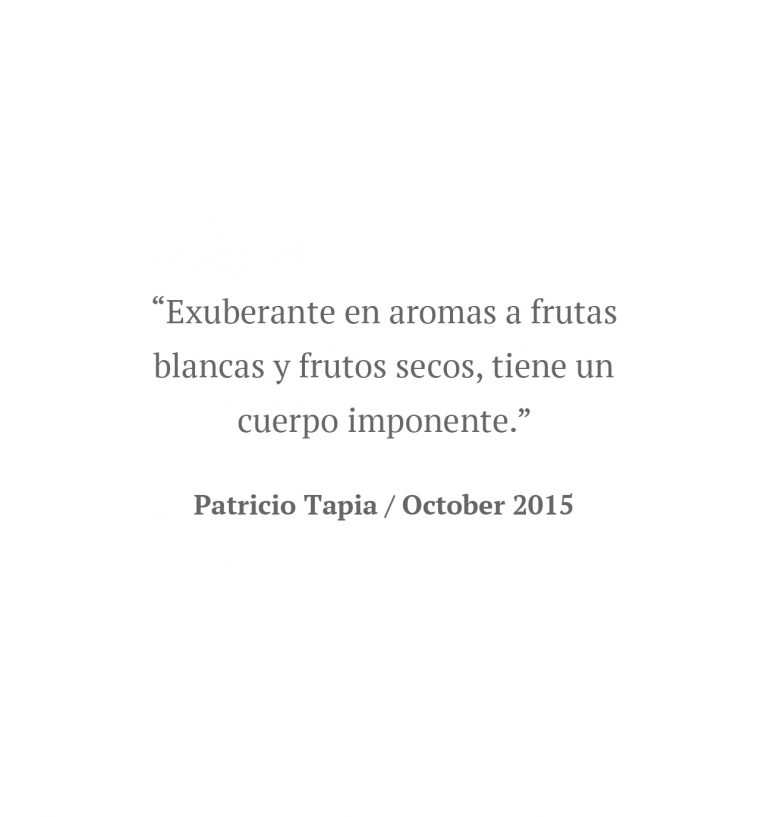 “Exuberante en aromas a frutas
blancas y frutos secos, tiene un
cuerpo imponente.”
Patricio Tapia / October 2015